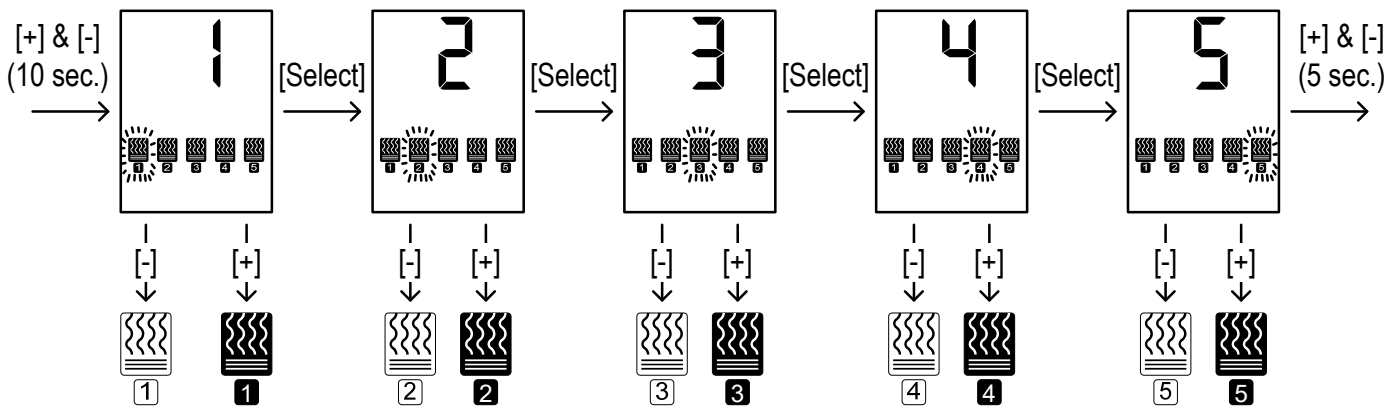 [+] & [-]
(10 sec.)
1
1 2 3 4 5
[Select]
2
1 2 3 4 5
[Select]
3
1 2 3 4 5
[Select]
4
1 2 3 4 5
[Select]
5
1 2 3 4 5
[+] & [-]
(5 sec.)
[-] [+]
[-] [+]
[-] [+]
[-] [+]
[-] [+]
1 1
2 2
3 3
4 4
5 5